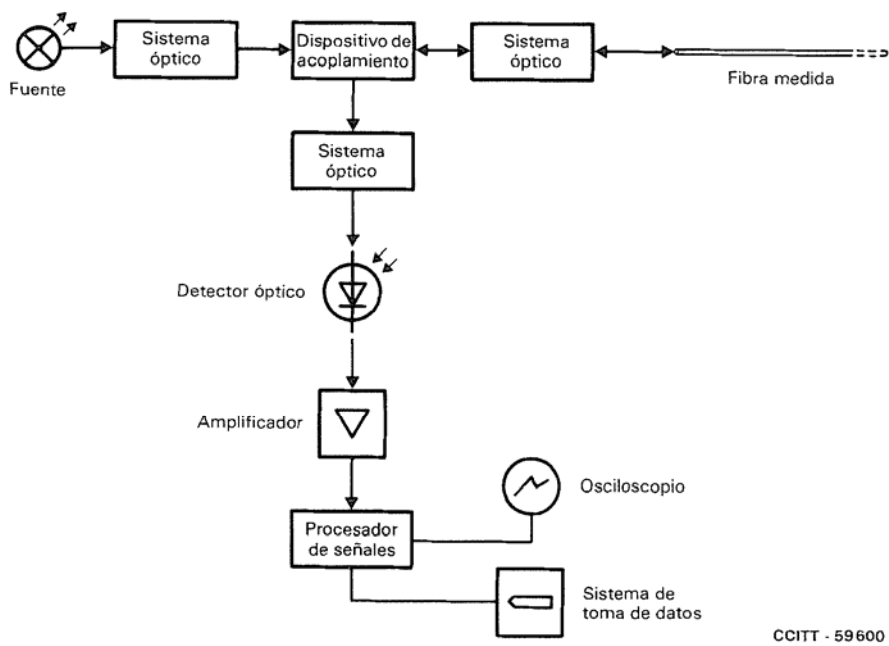 Fuente
Sistema
óptico
Dispositivo de
acoplamiento
Sistema
óptico
Fibra medida
Sistema
óptico
Detector óptico
Amplificador
Osciloscopio
Procesador
de señales
Sistema de
toma de datos
CCITT - 59600